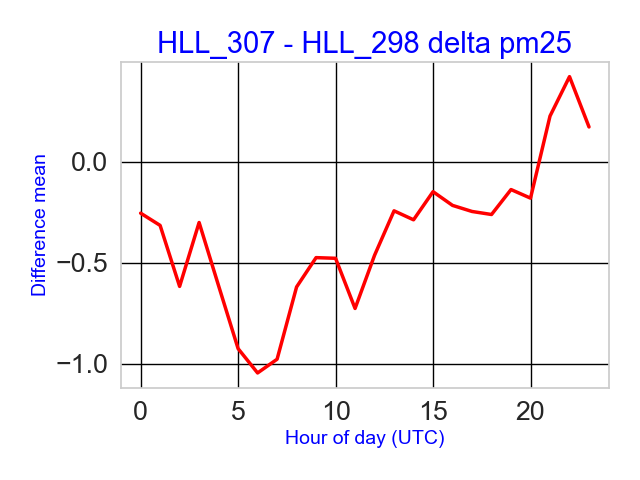 HLL_307 - HLL_298 delta pm25
Difference mean
0.0
−0.5
−1.0
0 5 10 15 20
Hour of day (UTC)